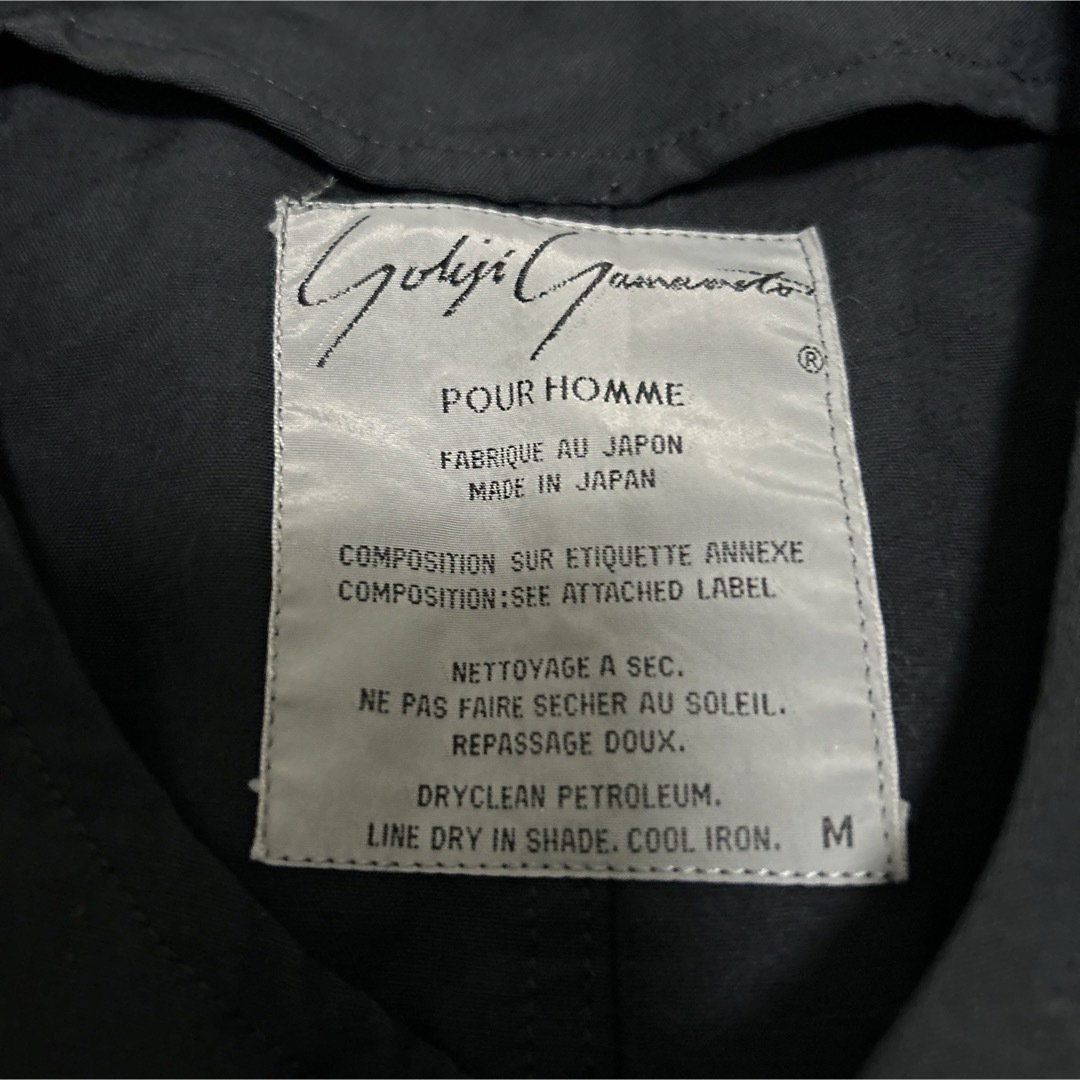 Yohji Yamamoto
®
POUR HOMME
FABRIQUE AU JAPON
MADE IN JAPAN
COMPOSITION SUR ETIQUETTE ANNEXE
COMPOSITION:SEE ATTACHED LABEL
NETTOYAGE A SEC.
NE PAS FAIRE SECHER AU SOLEIL.
REPASSAGE DOUX.
DRYCLEAN PETROLEUM.
LINE DRY IN SHADE. COOL IRON. M